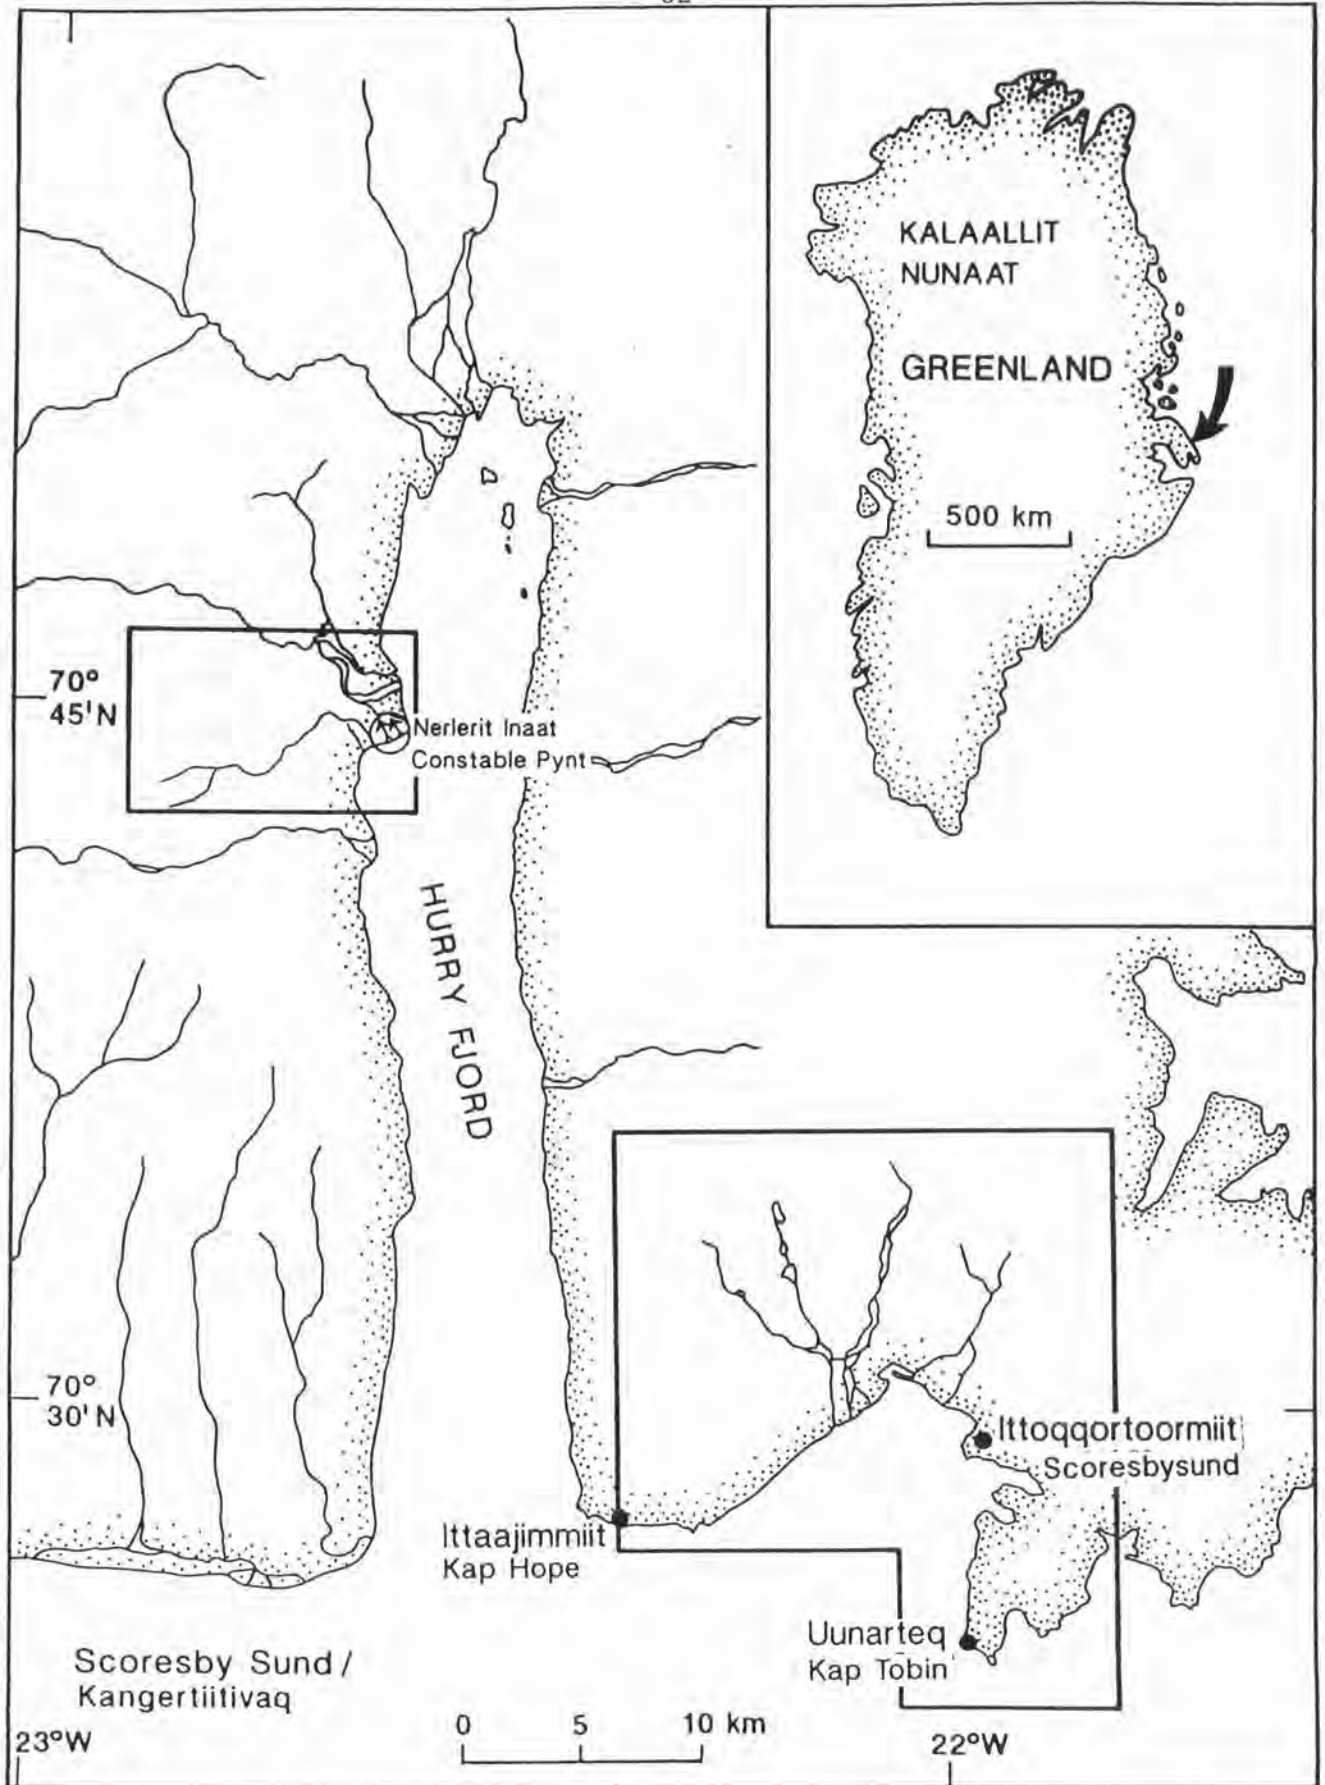 KALAALLIT
NUNAAT
GREENLAND
500 km
70°
45'N
Nerlerit Inaat
Constable Pynt
HURRY FJORD
70°
30'N
Ittoqqortoormiit
Scoresbysund
Ittaajimmiit
Kap Hope
Uunarteq
Kap Tobin
Scoresby Sund /
Kangertiitivaq
0 5 10 km
23°W
22°W